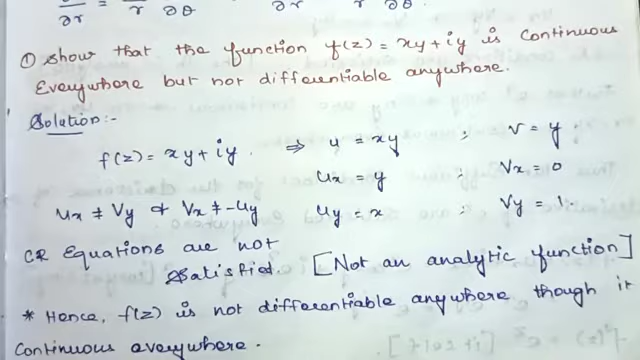 ∂r = r ∂θ ∂r r ∂θ
① Show that the function f(z) = xy + iy is continuous
Everywhere but not differentiable anywhere.
Solution:-
f(z) = xy + iy. ⇒ u = xy ; v = y
ux = y ; Vx = 0
ux ≠ Vy & Vx ≠ -uy uy = x ; Vy = 1.
CR Equations are not
Satisfied. [Not an analytic function]
* Hence, f(z) is not differentiable anywhere though it
Continuous everywhere.